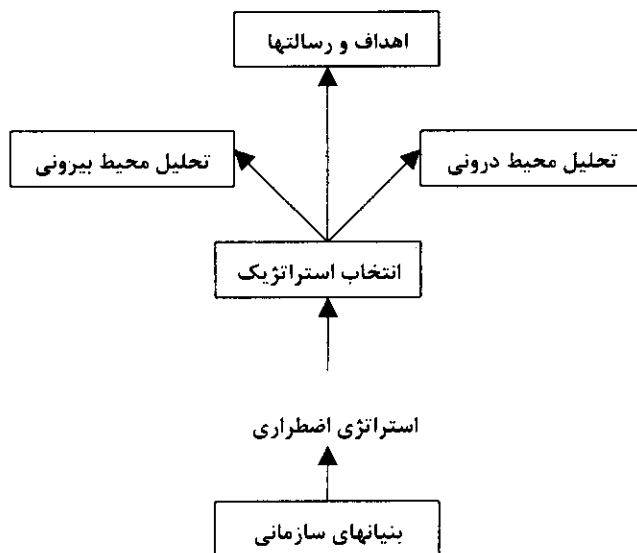 اهداف و رسالتها
تحلیل محیط درونی
تحلیل محیط بیرونی
انتخاب استراتژیک
استراتژی اضطراری
بنیانهای سازمانی